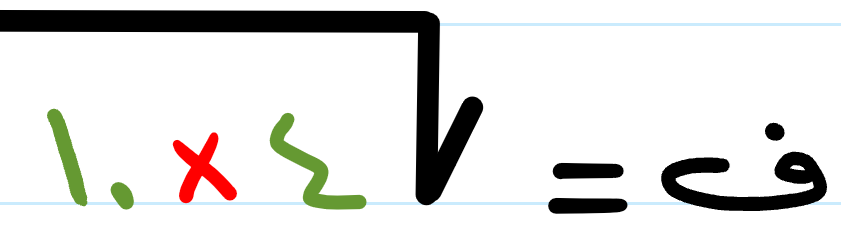 ف = √٤ × ١٠